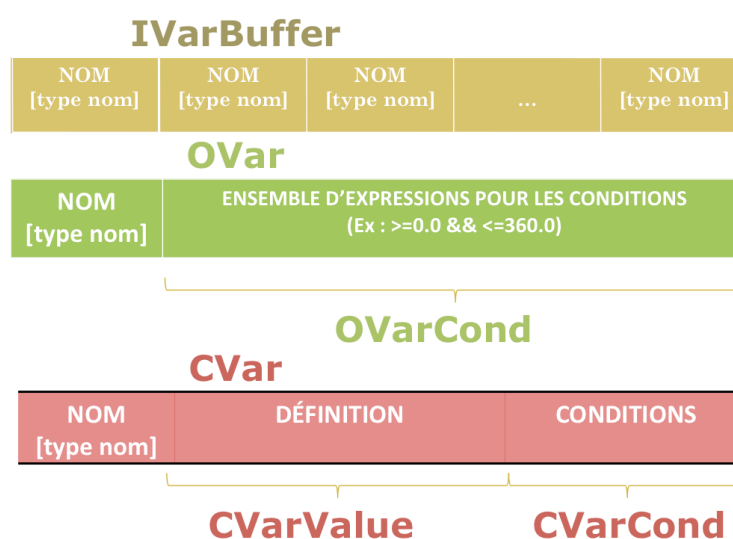 IVarBuffer
NOM NOM NOM NOM
[type nom] [type nom] [type nom] ... [type nom]
OVar
NOM ENSEMBLE D'EXPRESSIONS POUR LES CONDITIONS
[type nom] (Ex : >=0.0 && <=360.0)
OVarCond
CVar
NOM DÉFINITION CONDITIONS
[type nom]
CVarValue CVarCond